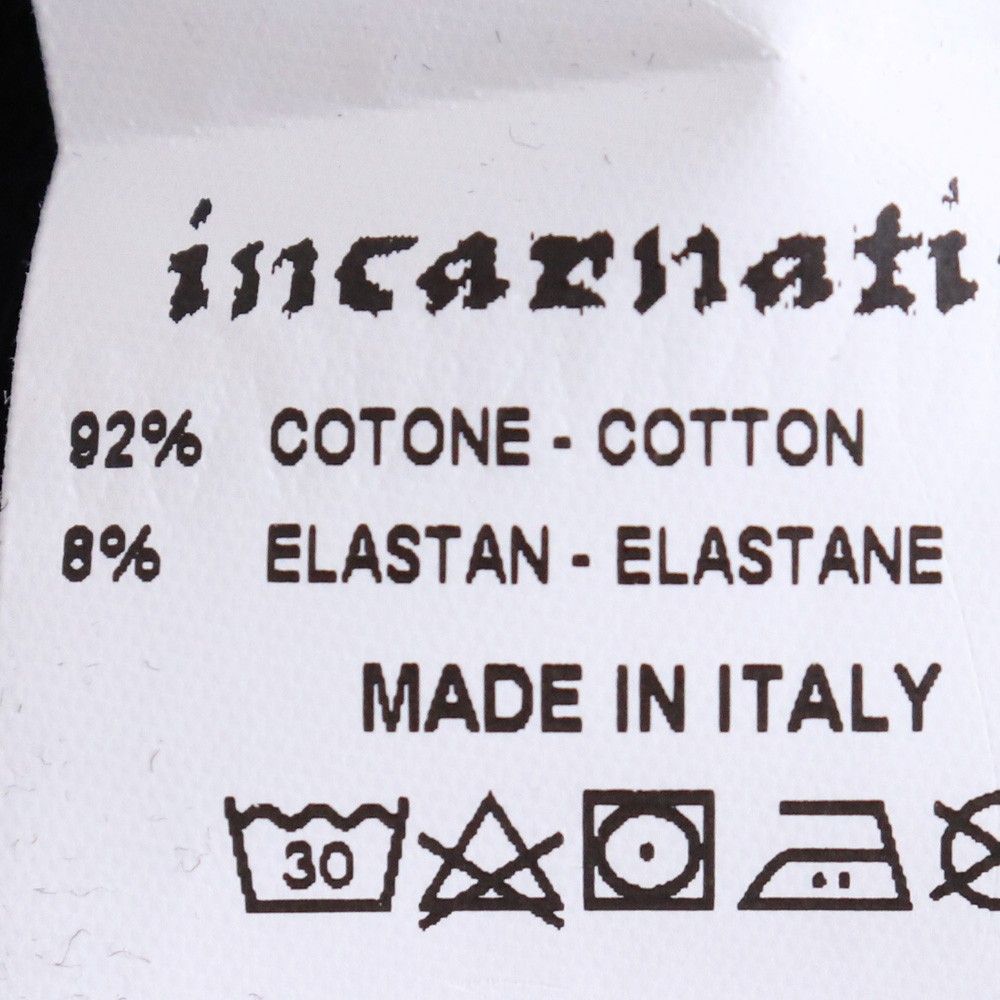 incarnati
92% COTONE - COTTON
8% ELASTAN - ELASTANE
MADE IN ITALY
30